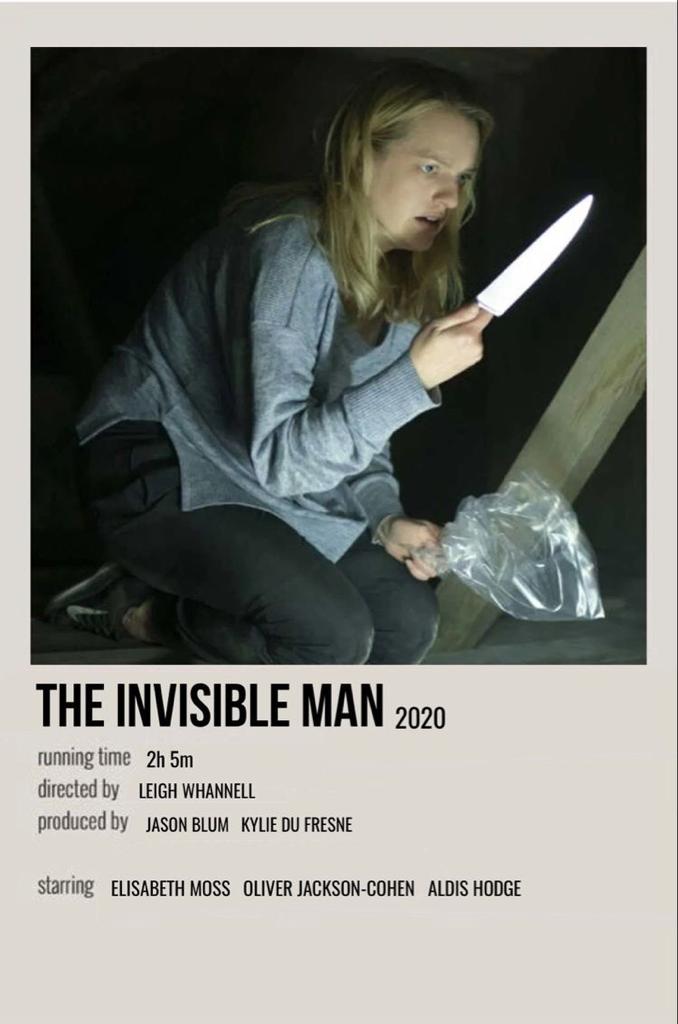 THE INVISIBLE MAN 2020
running time 2h 5m
directed by LEIGH WHANNELL
produced by JASON BLUM KYLIE DU FRESNE
starring ELISABETH MOSS OLIVER JACKSON-COHEN ALDIS HODGE